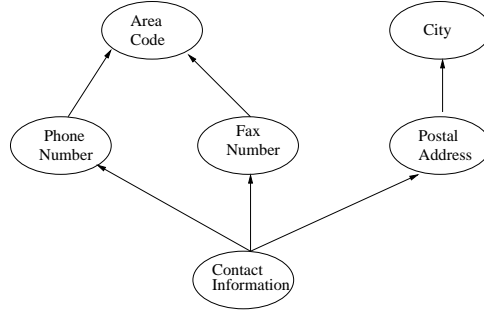 Area
Code
City
Phone
Number
Fax
Number
Postal
Address
Contact
Information